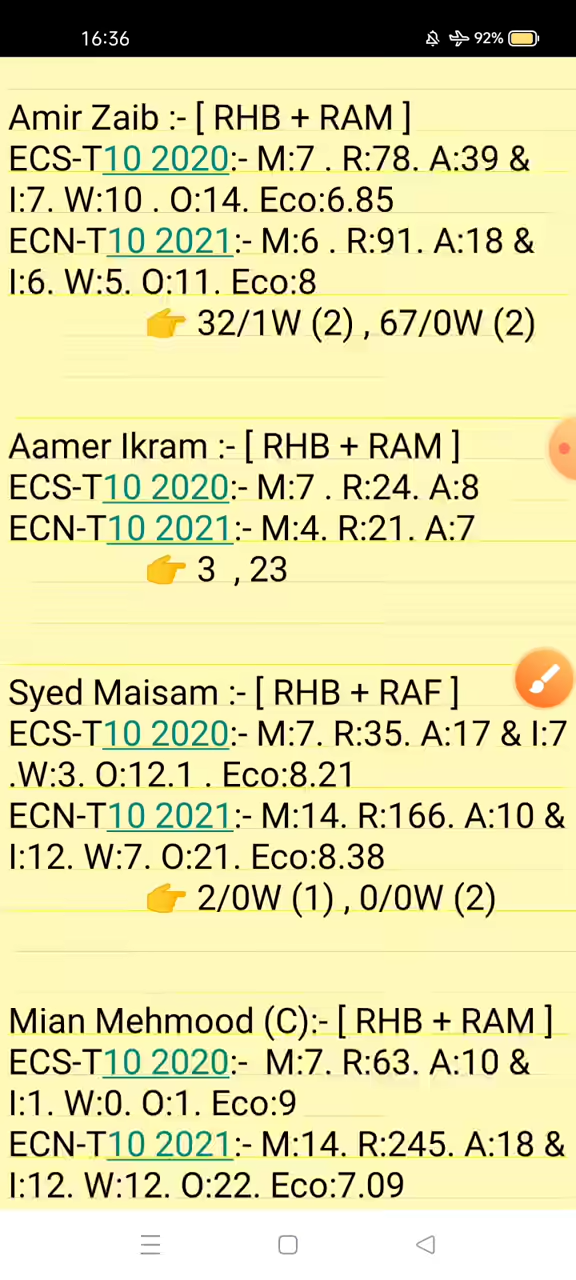 16:36 92%
Amir Zaib :- [ RHB + RAM ]
ECS-T10 2020:- M:7 . R:78. A:39 &
I:7. W:10 . O:14. Eco:6.85
ECN-T10 2021:- M:6 . R:91. A:18 &
I:6. W:5. O:11. Eco:8
👉 32/1W (2) , 67/0W (2)
Aamer Ikram :- [ RHB + RAM ]
ECS-T10 2020:- M:7 . R:24. A:8
ECN-T10 2021:- M:4. R:21. A:7
👉 3 , 23
Syed Maisam :- [ RHB + RAF ]
ECS-T10 2020:- M:7. R:35. A:17 & I:7
.W:3. O:12.1 . Eco:8.21
ECN-T10 2021:- M:14. R:166. A:10 &
I:12. W:7. O:21. Eco:8.38
👉 2/0W (1) , 0/0W (2)
Mian Mehmood (C):- [ RHB + RAM ]
ECS-T10 2020:- M:7. R:63. A:10 &
I:1. W:0. O:1. Eco:9
ECN-T10 2021:- M:14. R:245. A:18 &
I:12. W:12. O:22. Eco:7.09